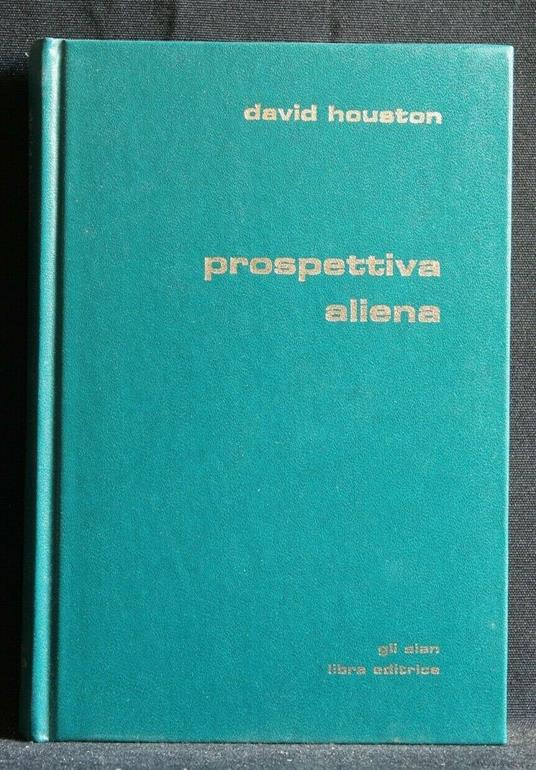 david houston
prospettiva
aliena
gli slan
libra editrice